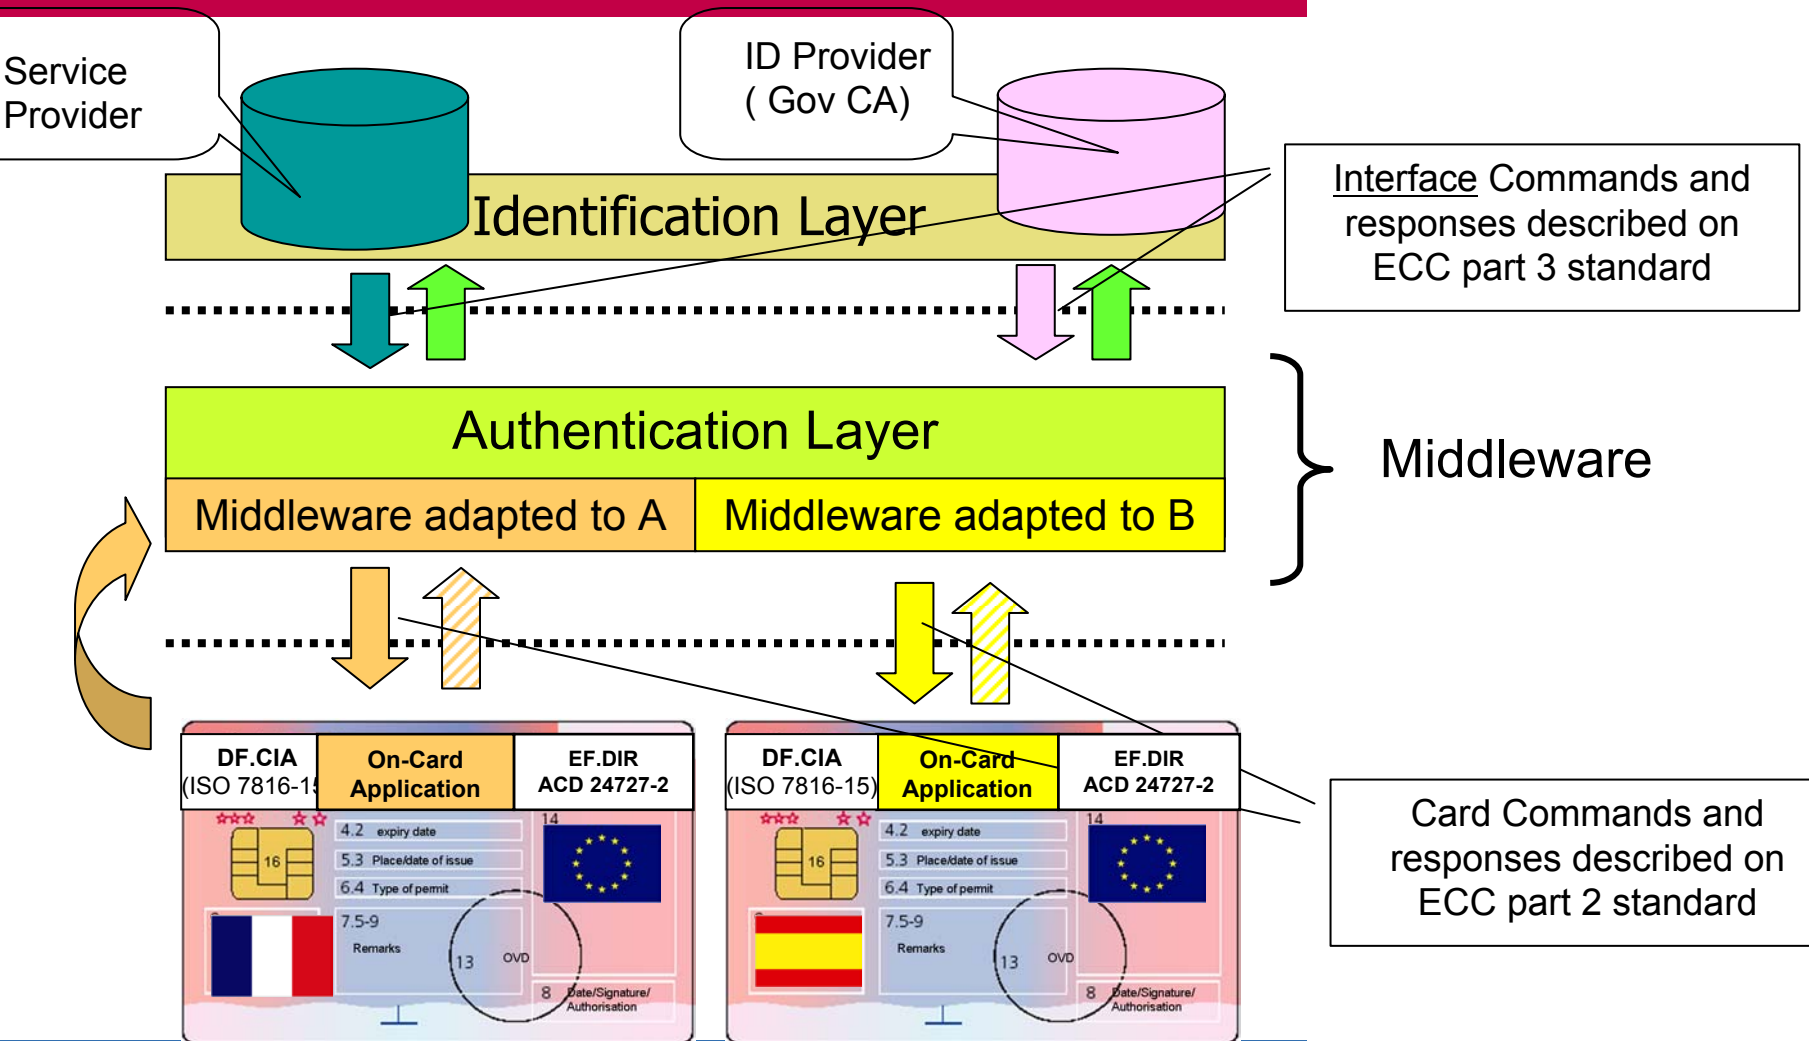 Service
Provider
ID Provider
( Gov CA)
Identification Layer
Interface Commands and
responses described on
ECC part 3 standard
Authentication Layer
Middleware adapted to A
Middleware adapted to B
Middleware
DF.CIA
(ISO 7816-15
On-Card
Application
EF.DIR
ACD 24727-2
14
4.2 expiry date
16
5.3 Place/date of issue
6.4 Type of permit
7.5-9
Remarks
13
OVD
8 Date/Signature/
Authorisation
DF.CIA
(ISO 7816-15)
On-Card
Application
EF.DIR
ACD 24727-2
14
4.2 expiry date
16
5.3 Place/date of issue
6.4 Type of permit
7.5-9
Remarks
13
OVD
8 Date/Signature/
Authorisation
Card Commands and
responses described on
ECC part 2 standard